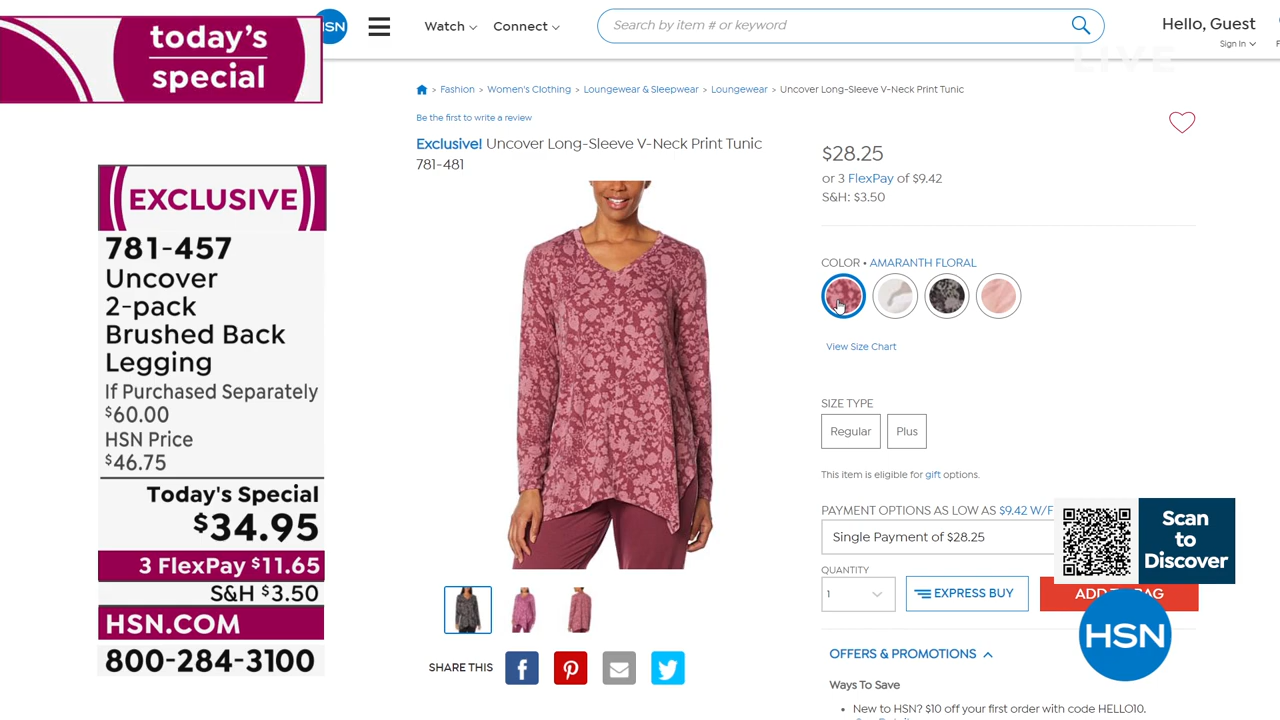 today's
special
HSN
Watch
Connect
Search by item # or keyword
Hello, Guest
Sign In
LIVE
> Fashion > Women's Clothing > Loungewear & Sleepwear > Loungewear > Uncover Long-Sleeve V-Neck Print Tunic
Be the first to write a review
Exclusive! Uncover Long-Sleeve V-Neck Print Tunic
781-481
$28.25
or 3 FlexPay of $9.42
S&H: $3.50
COLOR • AMARANTH FLORAL
View Size Chart
SIZE TYPE
Regular
Plus
This item is eligible for gift options.
PAYMENT OPTIONS AS LOW AS $9.42 W/F
Single Payment of $28.25
QUANTITY
1
EXPRESS BUY
OFFERS & PROMOTIONS
Ways To Save
• New to HSN? $10 off your first order with code HELLO10.
SHARE THIS
EXCLUSIVE
781-457
Uncover
2-pack
Brushed Back
Legging
If Purchased Separately
$60.00
HSN Price
$46.75
Today's Special
$34.95
3 FlexPay $11.65
S&H $3.50
HSN.COM
800-284-3100
Scan
to
Discover
HSN